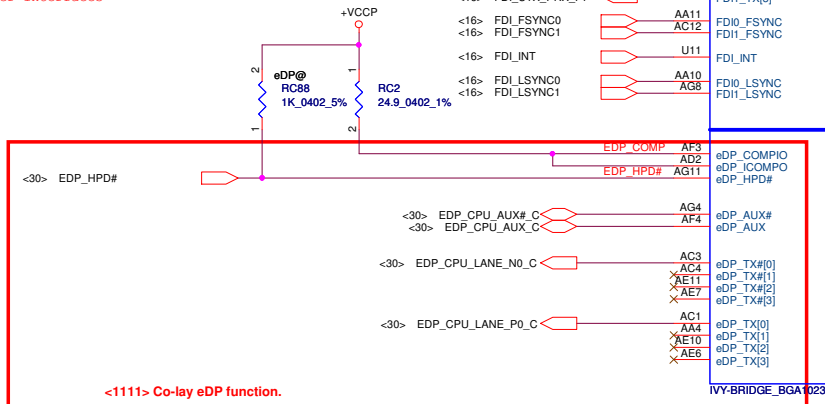 +VCCP
<16> FDI_FSYNC0 AA11 FDI0_FSYNC
<16> FDI_FSYNC1 AC12 FDI1_FSYNC
<16> FDI_INT U11 FDI_INT
<16> FDI_LSYNC0 AA10 FDI0_LSYNC
<16> FDI_LSYNC1 AG8 FDI1_LSYNC
2 eDP@ 1
RC88 RC2
1K_0402_5% 24.9_0402_1%
1 2
EDP_COMP AF3 eDP_COMPIO
AD2 eDP_ICOMPO
<30> EDP_HPD# EDP_HPD# AG11 eDP_HPD#
<30> EDP_CPU_AUX#_C AG4 eDP_AUX#
<30> EDP_CPU_AUX_C AF4 eDP_AUX
<30> EDP_CPU_LANE_N0_C AC3 eDP_TX#[0]
AC4 eDP_TX#[1]
AE11 eDP_TX#[2]
AE7 eDP_TX#[3]
<30> EDP_CPU_LANE_P0_C AC1 eDP_TX[0]
AA4 eDP_TX[1]
AE10 eDP_TX[2]
AE6 eDP_TX[3]
<1111> Co-lay eDP function.
IVY-BRIDGE_BGA1023